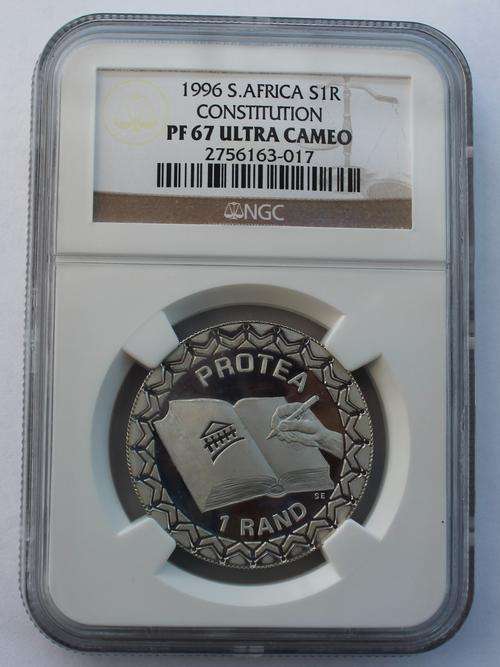 1996 S.AFRICA S1R
CONSTITUTION
PF 67 ULTRA CAMEO
2756163-017
NGC
PROTEA
SE
1 RAND